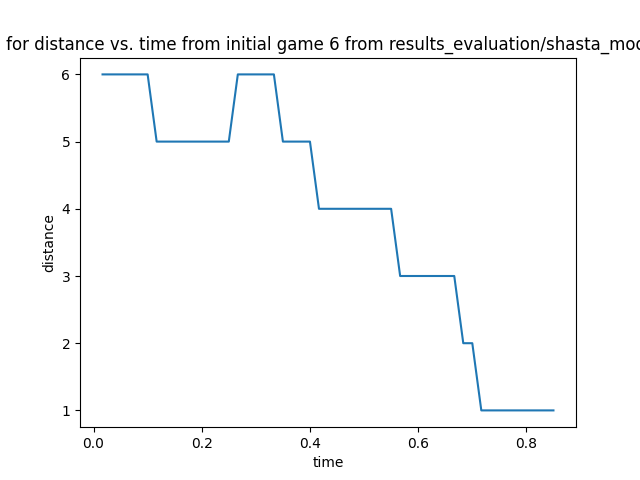 for distance vs. time from initial game 6 from results_evaluation/shasta_moc
6
5
4
3
2
1
distance
0.0 0.2 0.4 0.6 0.8
time